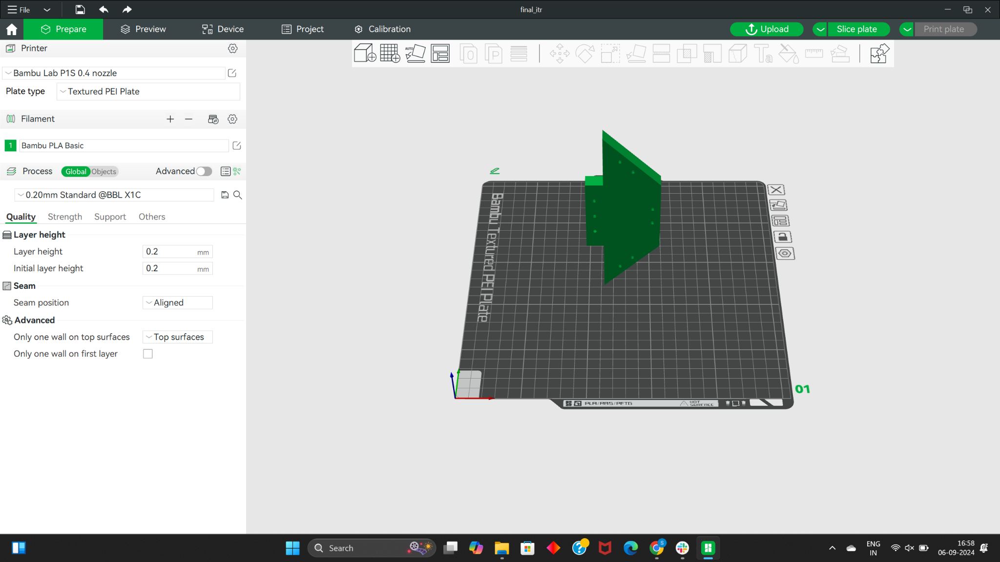 File
final_itr
Prepare
Preview
Device
Project
Calibration
Upload
Slice plate
Print plate
Printer
Bambu Lab P1S 0.4 nozzle
Plate type
Textured PEI Plate
Filament
1
Bambu PLA Basic
Process
Global
Objects
Advanced
0.20mm Standard @BBL X1C
Quality
Strength
Support
Others
Layer height
Layer height
0.2 mm
Initial layer height
0.2 mm
Seam
Seam position
Aligned
Advanced
Only one wall on top surfaces
Top surfaces
Only one wall on first layer
AUTO
O
P
Ta
Bambu Textured PEI Plate
PLA/ABS/PETG
HOT
SURFACE
01
Search
S
ENG
IN
16:58
06-09-2024